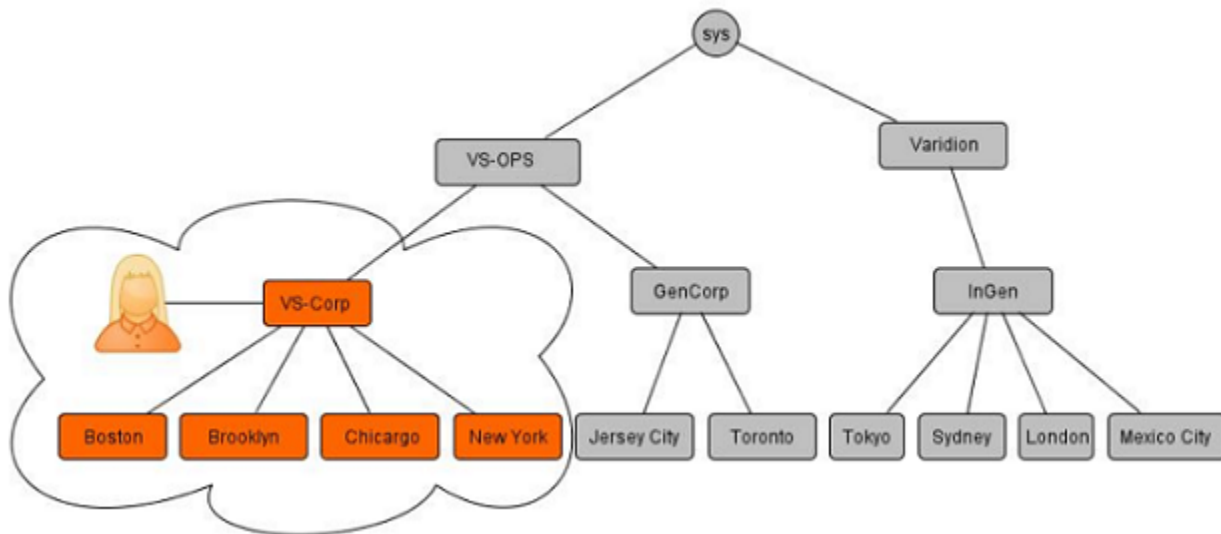 sys
VS-OPS
Varidion
VS-Corp
GenCorp
InGen
Boston
Brooklyn
Chicargo
New York
Jersey City
Toronto
Tokyo
Sydney
London
Mexico City